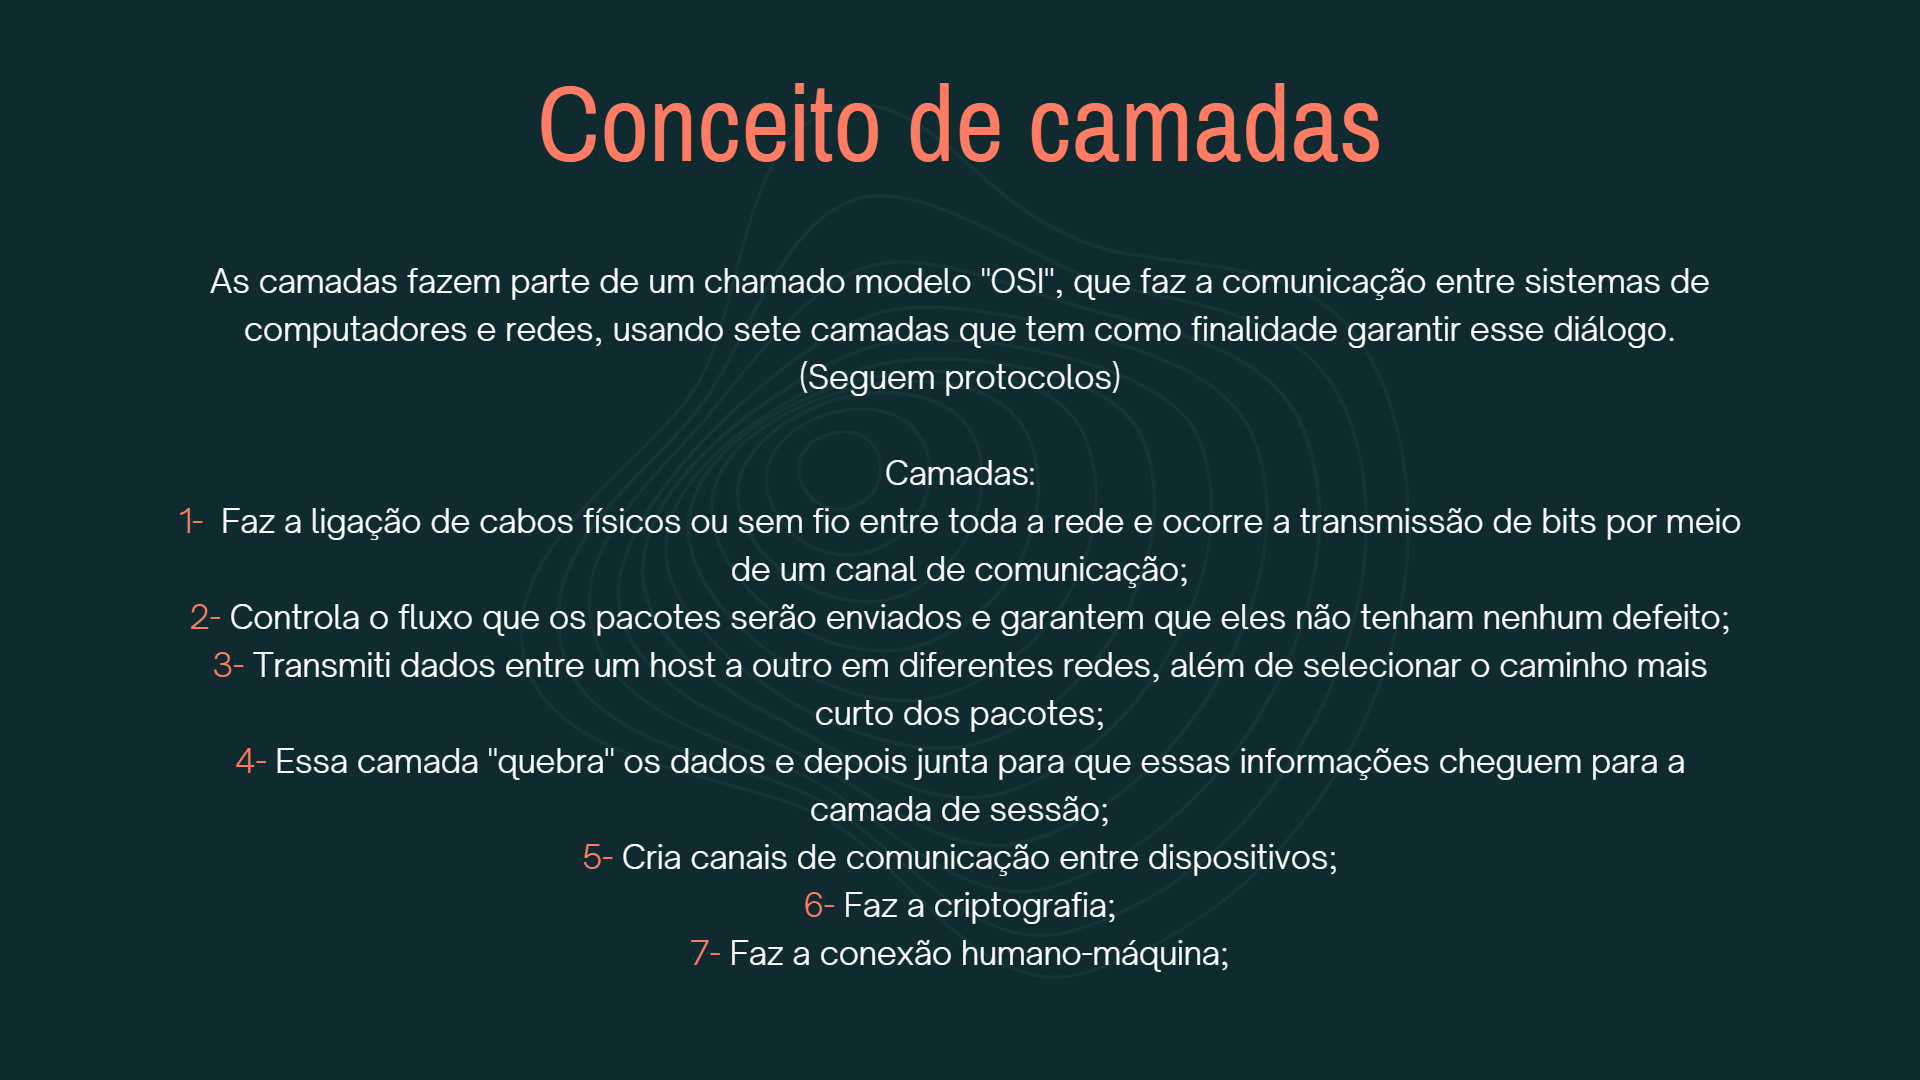 Conceito de camadas
As camadas fazem parte de um chamado modelo "OSI", que faz a comunicação entre sistemas de
computadores e redes, usando sete camadas que tem como finalidade garantir esse diálogo.
(Seguem protocolos)
Camadas:
1- Faz a ligação de cabos físicos ou sem fio entre toda a rede e ocorre a transmissão de bits por meio
de um canal de comunicação;
2- Controla o fluxo que os pacotes serão enviados e garantem que eles não tenham nenhum defeito;
3- Transmiti dados entre um host a outro em diferentes redes, além de selecionar o caminho mais
curto dos pacotes;
4- Essa camada "quebra" os dados e depois junta para que essas informações cheguem para a
camada de sessão;
5- Cria canais de comunicação entre dispositivos;
6- Faz a criptografia;
7- Faz a conexão humano-máquina;